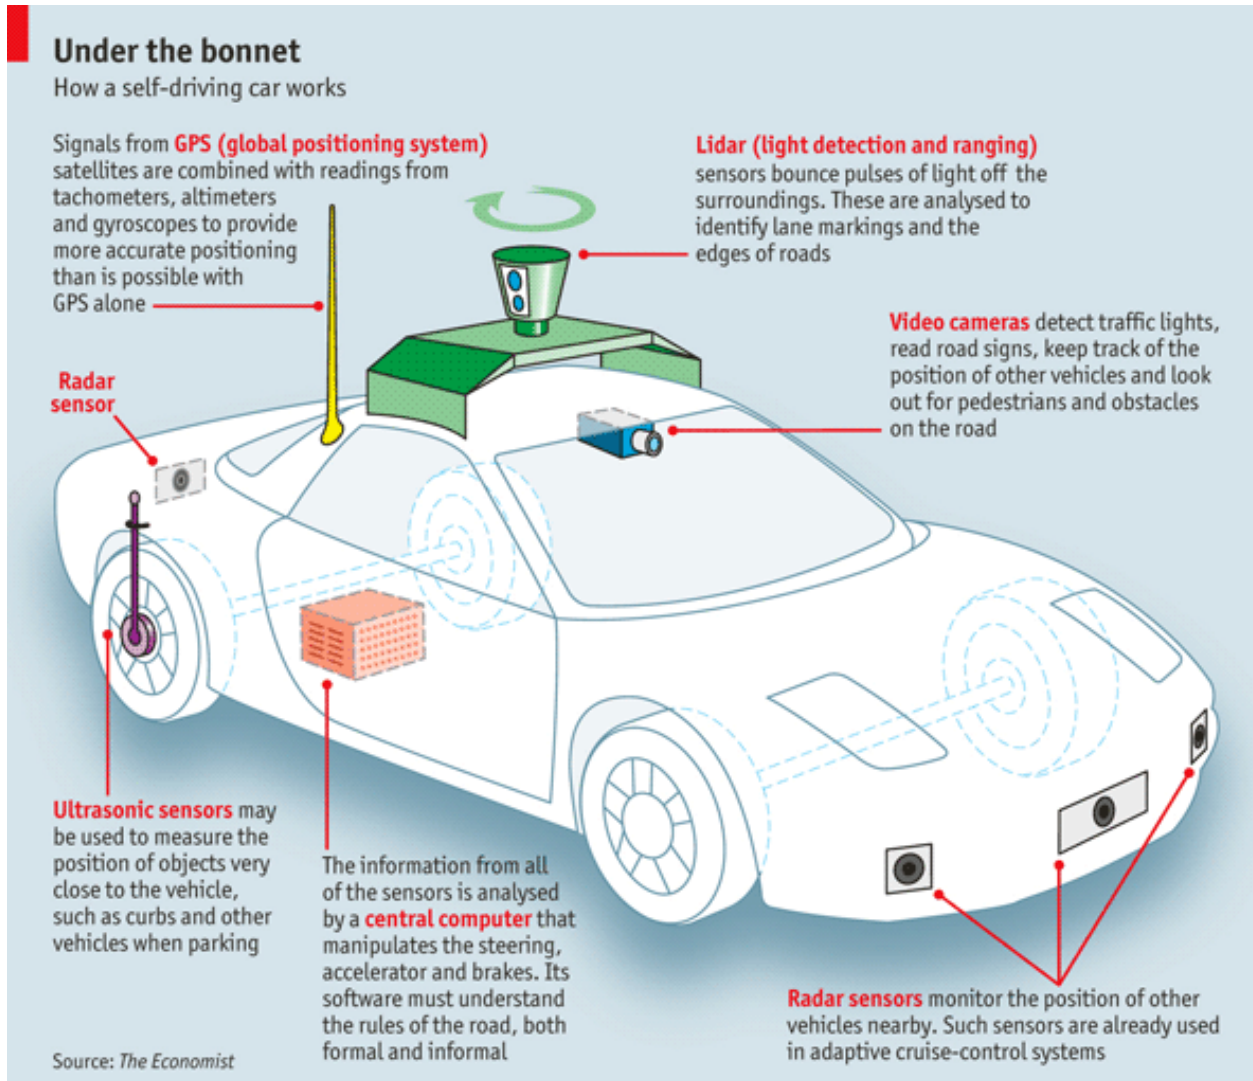 Under the bonnet
How a self-driving car works
Signals from GPS (global positioning system)
satellites are combined with readings from
tachometers, altimeters
and gyroscopes to provide
more accurate positioning
than is possible with
GPS alone
Lidar (light detection and ranging)
sensors bounce pulses of light off the
surroundings. These are analysed to
identify lane markings and the
edges of roads
Video cameras detect traffic lights,
read road signs, keep track of the
position of other vehicles and look
out for pedestrians and obstacles
on the road
Radar
sensor
Ultrasonic sensors may
be used to measure the
position of objects very
close to the vehicle,
such as curbs and other
vehicles when parking
The information from all
of the sensors is analysed
by a central computer that
manipulates the steering,
accelerator and brakes. Its
software must understand
the rules of the road, both
formal and informal
Radar sensors monitor the position of other
vehicles nearby. Such sensors are already used
in adaptive cruise-control systems
Source: The Economist